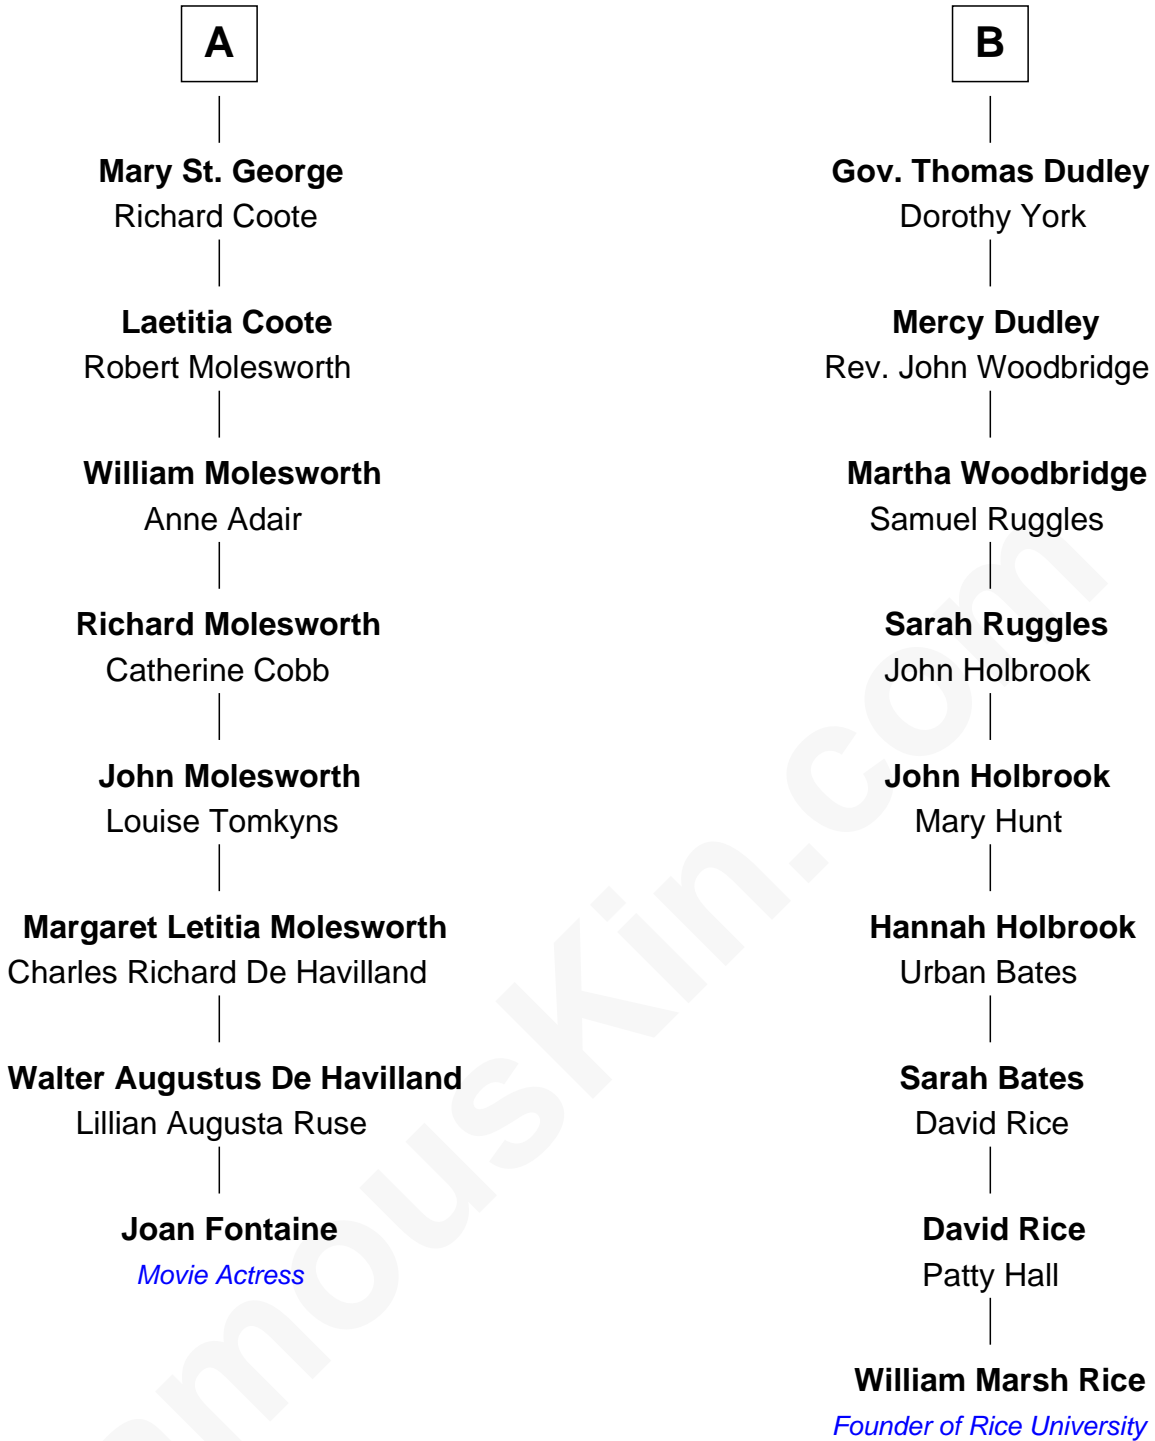 A
Mary St. George
Richard Coote
Laetitia Coote
Robert Molesworth
William Molesworth
Anne Adair
Richard Molesworth
Catherine Cobb
John Molesworth
Louise Tomkyns
Margaret Letitia Molesworth
Charles Richard De Havilland
Walter Augustus De Havilland
Lillian Augusta Ruse
Joan Fontaine
Movie Actress
B
Gov. Thomas Dudley
Dorothy York
Mercy Dudley
Rev. John Woodbridge
Martha Woodbridge
Samuel Ruggles
Sarah Ruggles
John Holbrook
John Holbrook
Mary Hunt
Hannah Holbrook
Urban Bates
Sarah Bates
David Rice
David Rice
Patty Hall
William Marsh Rice
Founder of Rice University
amouskin.com